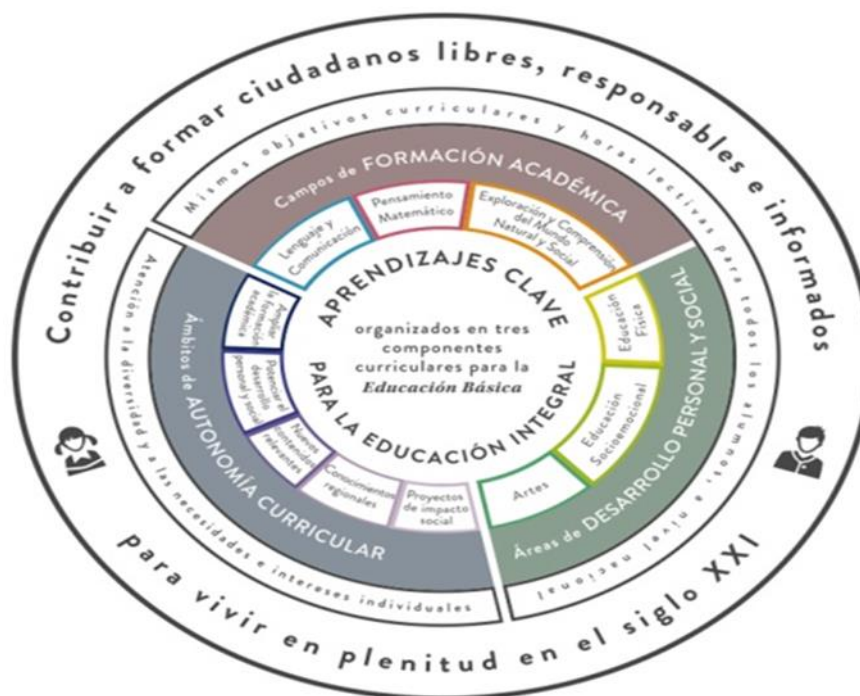 Contribuir a formar ciudadanos libres, responsables e informados
para vivir en plenitud en el siglo XXI
Mismos objetivos curriculares y horas lectivas para todos los alumnos, a nivel nacional
Atención a la diversidad y a las necesidades e intereses individuales
Campos de FORMACIÓN ACADÉMICA
Lenguaje y
Comunicación
Pensamiento
Matemático
Exploración y Comprensión
del Mundo
Natural y Social
Áreas de DESARROLLO PERSONAL Y SOCIAL
Educación
Física
Educación
Socioemocional
Artes
Ámbitos de AUTONOMÍA CURRICULAR
Ampliar
la formación
académica
Potenciar el
desarrollo
personal y social
Nuevos
contenidos
relevantes
Conocimientos
regionales
Proyectos
de impacto
social
APRENDIZAJES CLAVE
organizados en tres
componentes
curriculares para la
Educación Básica
PARA LA EDUCACIÓN INTEGRAL